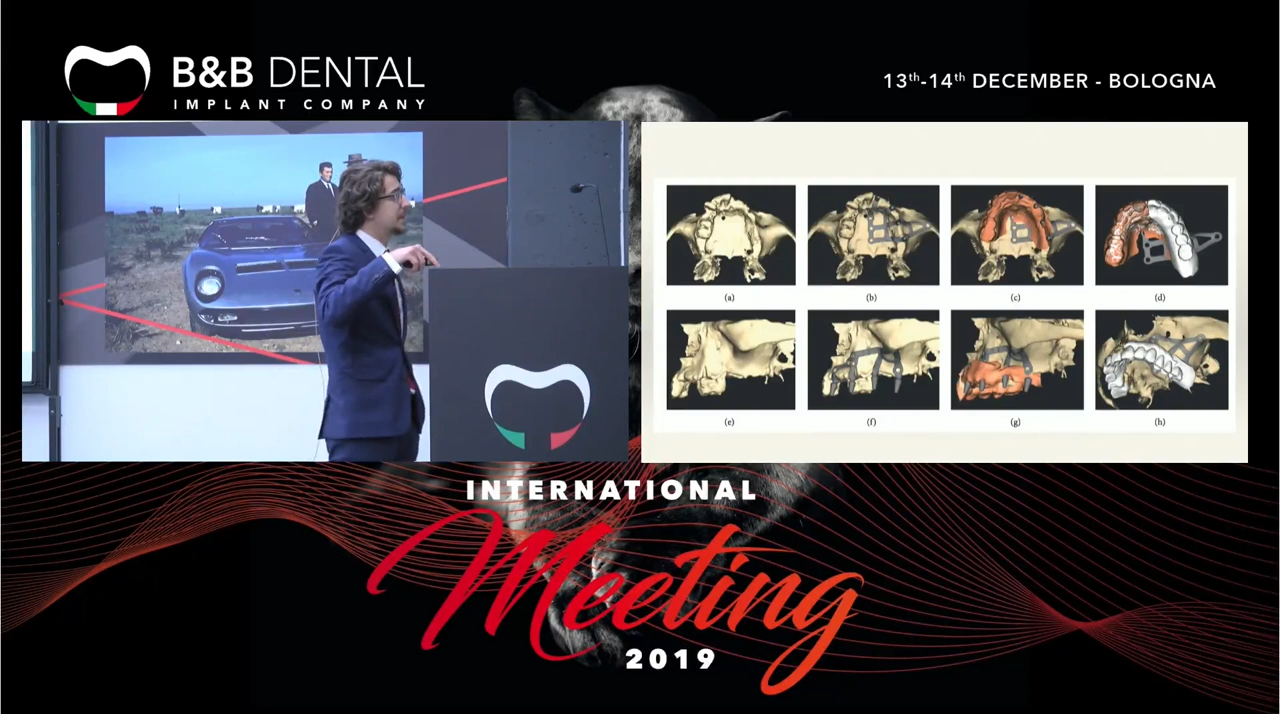 B&B DENTAL
IMPLANT COMPANY
13th-14th DECEMBER - BOLOGNA
(a)
(b)
(c)
(d)
(e)
(f)
(g)
(h)
INTERNATIONAL
Meeting
2019